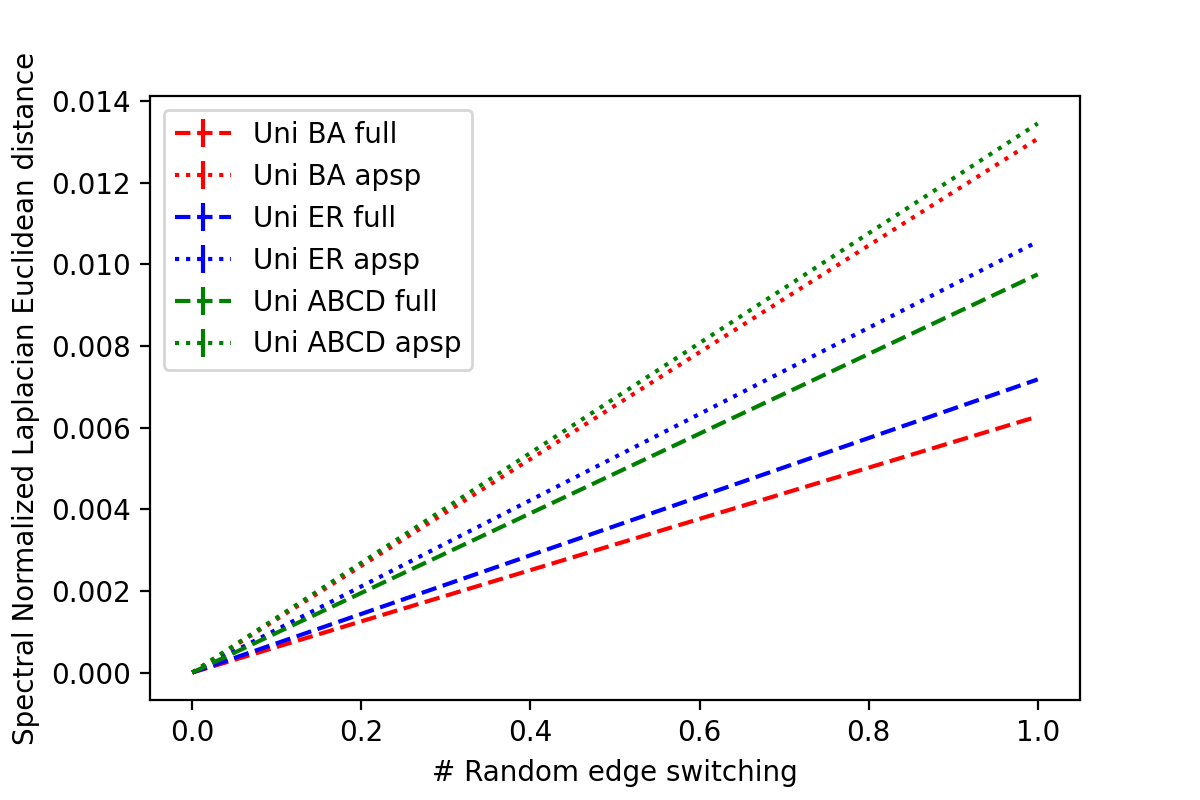 Spectral Normalized Laplacian Euclidean distance
0.014
0.012
0.010
0.008
0.006
0.004
0.002
0.000
Uni BA full
Uni BA apsp
Uni ER full
Uni ER apsp
Uni ABCD full
Uni ABCD apsp
0.0 0.2 0.4 0.6 0.8 1.0
# Random edge switching